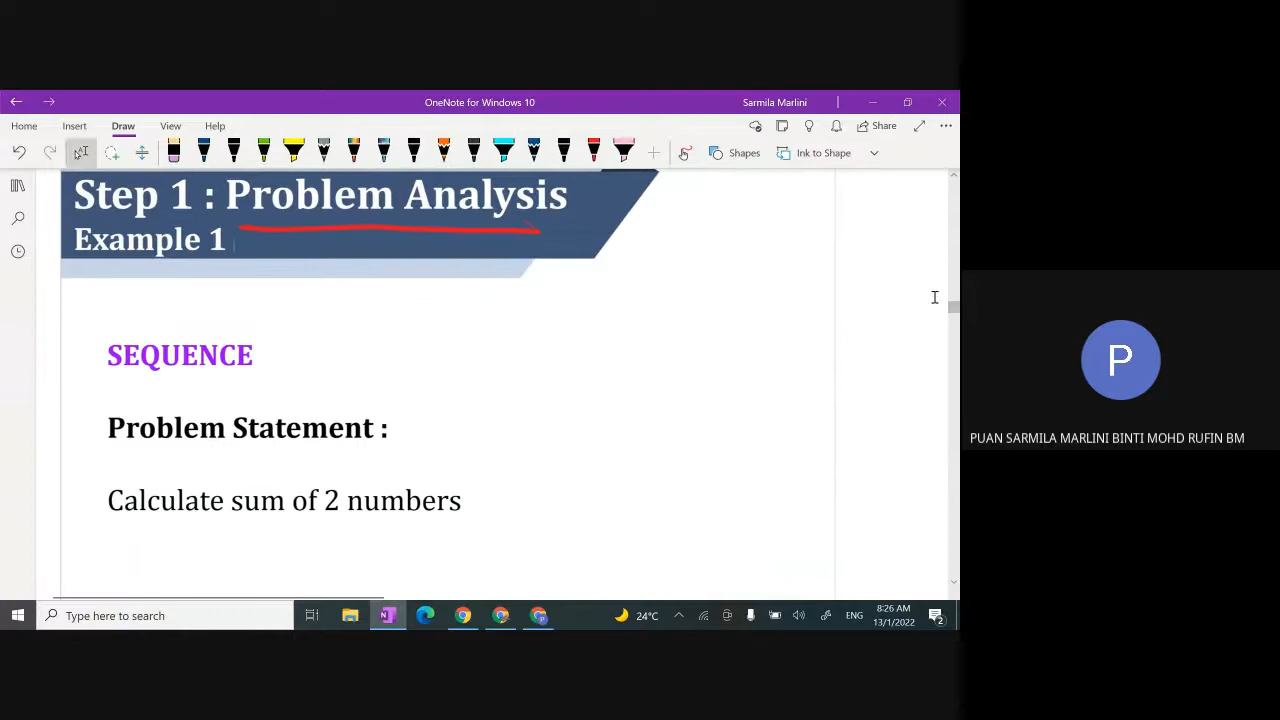 OneNote for Windows 10
Sarmila Marlini
Home Insert Draw View Help
Share
Shapes
Ink to Shape
Step 1 : Problem Analysis
Example 1
SEQUENCE
Problem Statement :
Calculate sum of 2 numbers
P
PUAN SARMILA MARLINI BINTI MOHD RUFIN BM
Type here to search
24°C
ENG
8:26 AM
13/1/2022
2